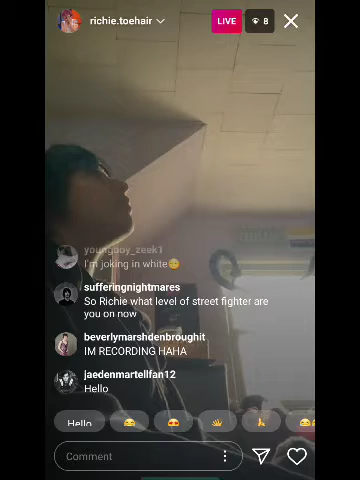 richie.toehair
LIVE
8
youngboy_zeek1
I'm joking in white😁
sufferingnightmares
So Richie what level of street fighter are
you on now
beverlymarshdenbroughit
IM RECORDING HAHA
jaedenmartellfan12
Hello
Hello
Comment